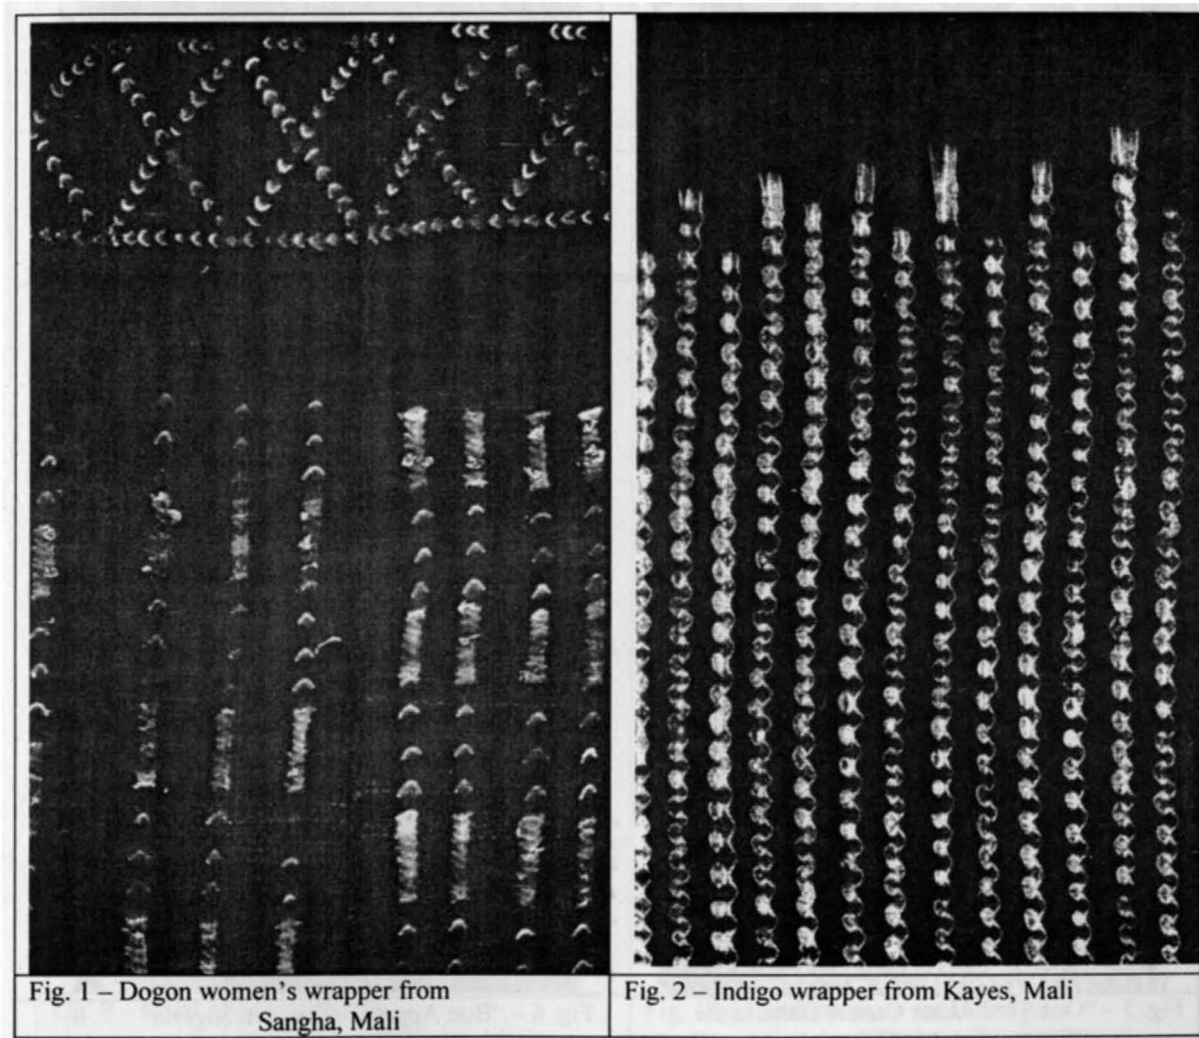 Fig. 1 – Dogon women's wrapper from
Sangha, Mali
Fig. 2 – Indigo wrapper from Kayes, Mali